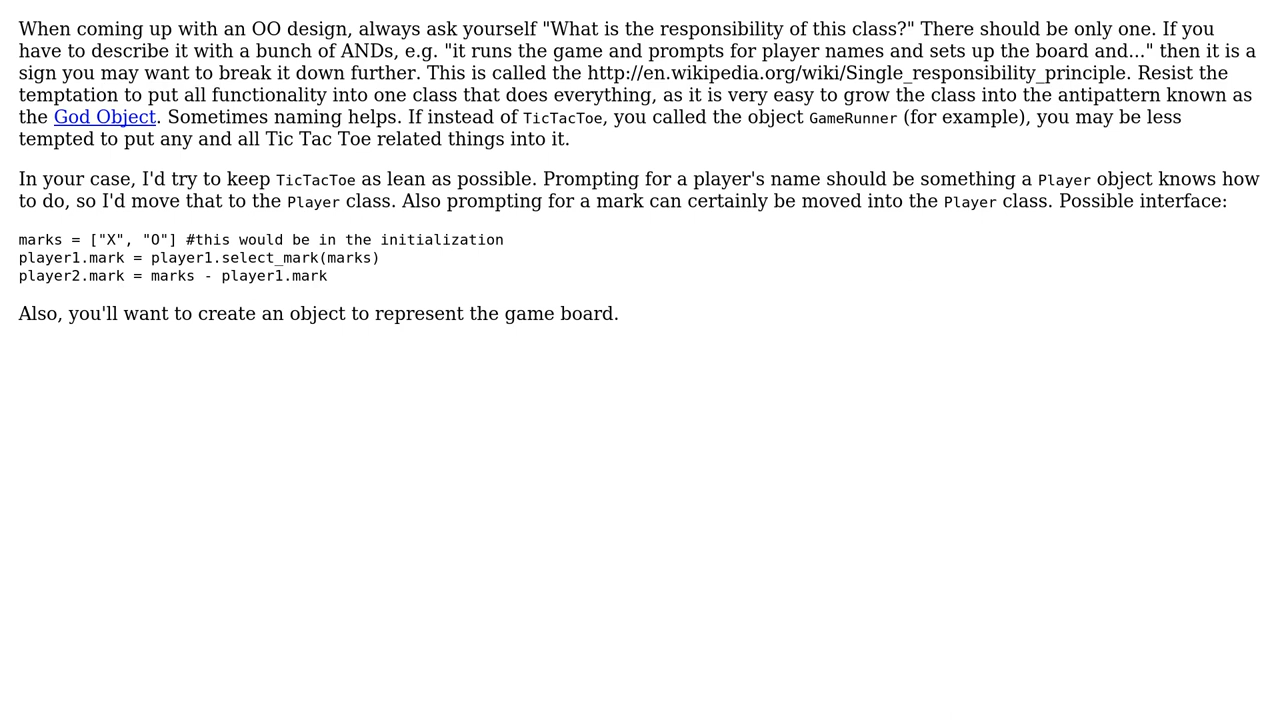 When coming up with an OO design, always ask yourself "What is the responsibility of this class?" There should be only one. If you
have to describe it with a bunch of ANDs, e.g. "it runs the game and prompts for player names and sets up the board and..." then it is a
sign you may want to break it down further. This is called the http://en.wikipedia.org/wiki/Single_responsibility_principle. Resist the
temptation to put all functionality into one class that does everything, as it is very easy to grow the class into the antipattern known as
the God Object. Sometimes naming helps. If instead of TicTacToe, you called the object GameRunner (for example), you may be less
tempted to put any and all Tic Tac Toe related things into it.
In your case, I'd try to keep TicTacToe as lean as possible. Prompting for a player's name should be something a Player object knows how
to do, so I'd move that to the Player class. Also prompting for a mark can certainly be moved into the Player class. Possible interface:
marks = ["X", "O"] #this would be in the initialization
player1.mark = player1.select_mark(marks)
player2.mark = marks - player1.mark
Also, you'll want to create an object to represent the game board.